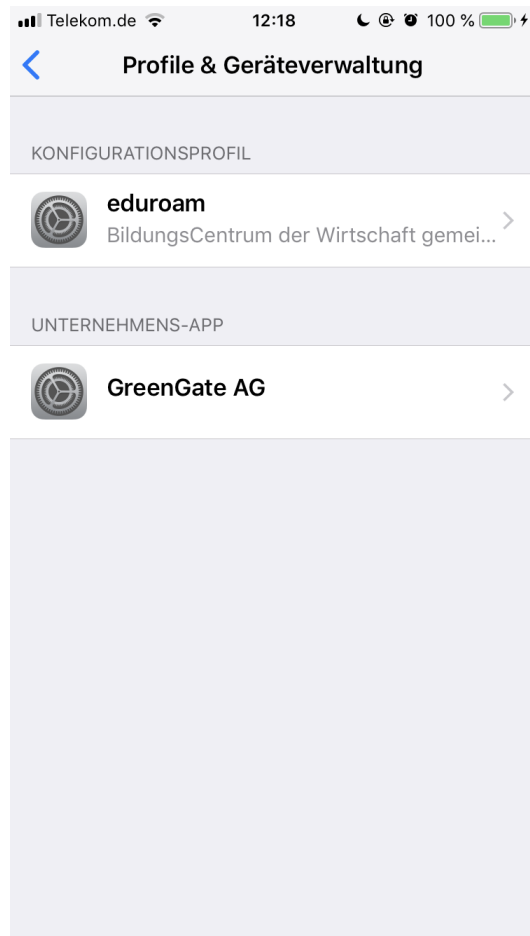 Telekom.de 12:18 100 %
Profile & Geräteverwaltung
KONFIGURATIONSPROFIL
eduroam
BildungsCentrum der Wirtschaft gemei...
UNTERNEHMENS-APP
GreenGate AG